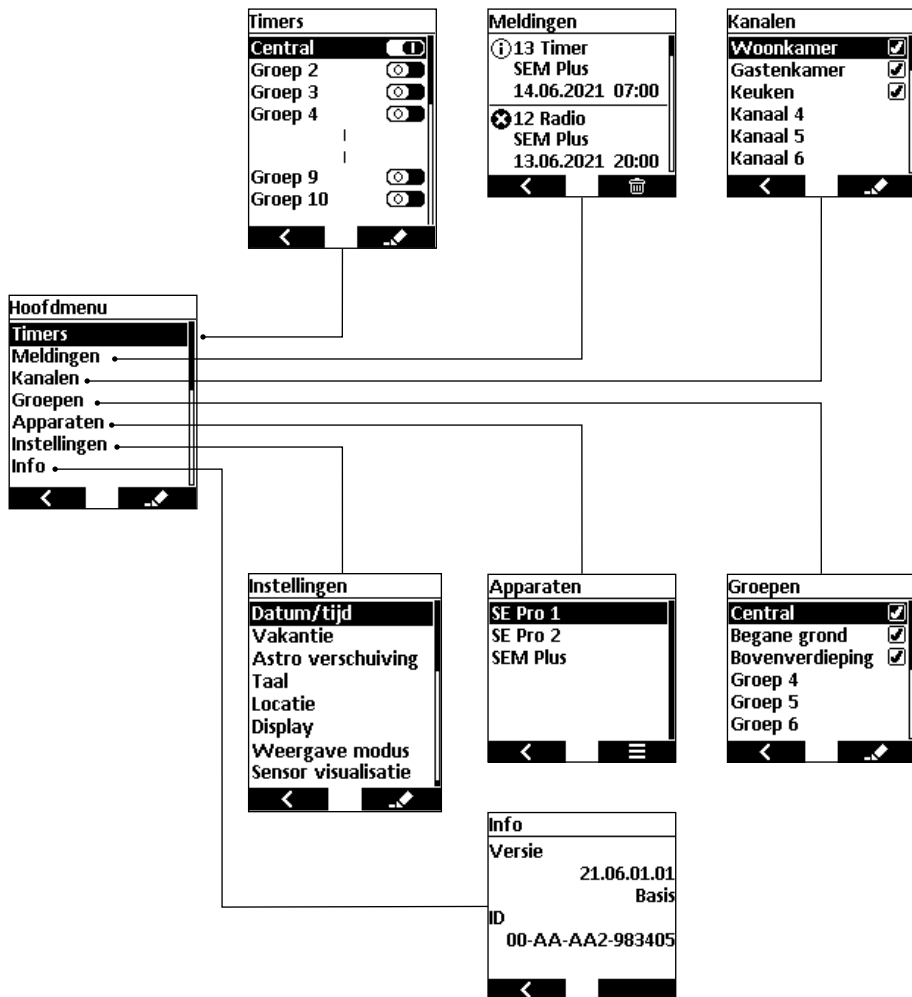 Timers
Central
Groep 2
Groep 3
Groep 4
Groep 9
Groep 10
Meldingen
13 Timer
SEM Plus
14.06.2021 07:00
12 Radio
SEM Plus
13.06.2021 20:00
Kanalen
Woonkamer
Gastenkamer
Keuken
Kanaal 4
Kanaal 5
Kanaal 6
Hoofdmenu
Timers
Meldingen
Kanalen
Groepen
Apparaten
Instellingen
Info
Instellingen
Datum/tijd
Vakantie
Astro verschuiving
Taal
Locatie
Display
Weergave modus
Sensor visualisatie
Apparaten
SE Pro 1
SE Pro 2
SEM Plus
Groepen
Central
Begane grond
Bovenverdieping
Groep 4
Groep 5
Groep 6
Info
Versie
21.06.01.01
Basis
ID
00-AA-AA2-983405